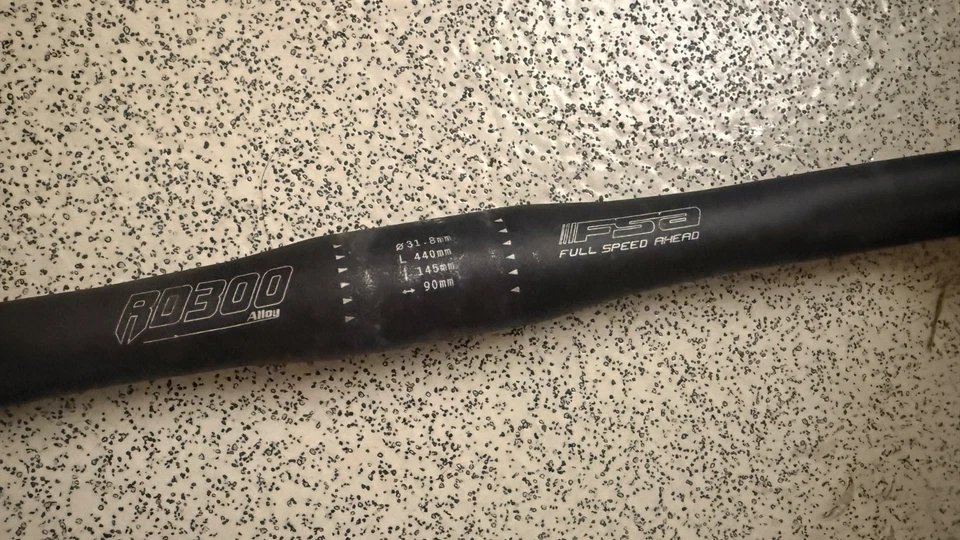 RD300
Alloy
ø31.8mm
L 440mm
↕ 145mm
↔ 90mm
FSA
FULL SPEED AHEAD